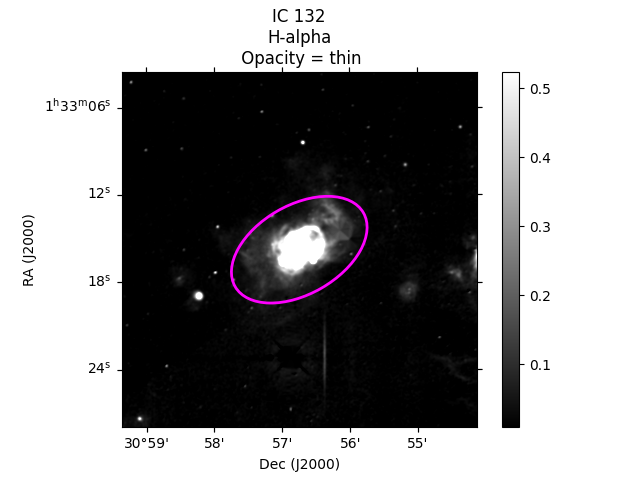 IC 132
H-alpha
Opacity = thin
1ʰ33ᵐ06ˢ
12ˢ
18ˢ
24ˢ
RA (J2000)
30°59'
58'
57'
56'
55'
Dec (J2000)
0.5
0.4
0.3
0.2
0.1